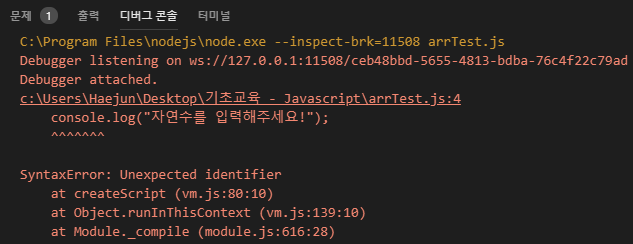 문제 1 출력 디버그 콘솔 터미널
C:\Program Files\nodejs\node.exe --inspect-brk=11508 arrTest.js
Debugger listening on ws://127.0.0.1:11508/ceb48bbd-5655-4813-bdba-76c4f22c79ad
Debugger attached.
c:\Users\Haejun\Desktop\기초교육 - Javascript\arrTest.js:4
    console.log("자연수를 입력해주세요!");
    ^^^^^^^
SyntaxError: Unexpected identifier
    at createScript (vm.js:80:10)
    at Object.runInThisContext (vm.js:139:10)
    at Module._compile (module.js:616:28)